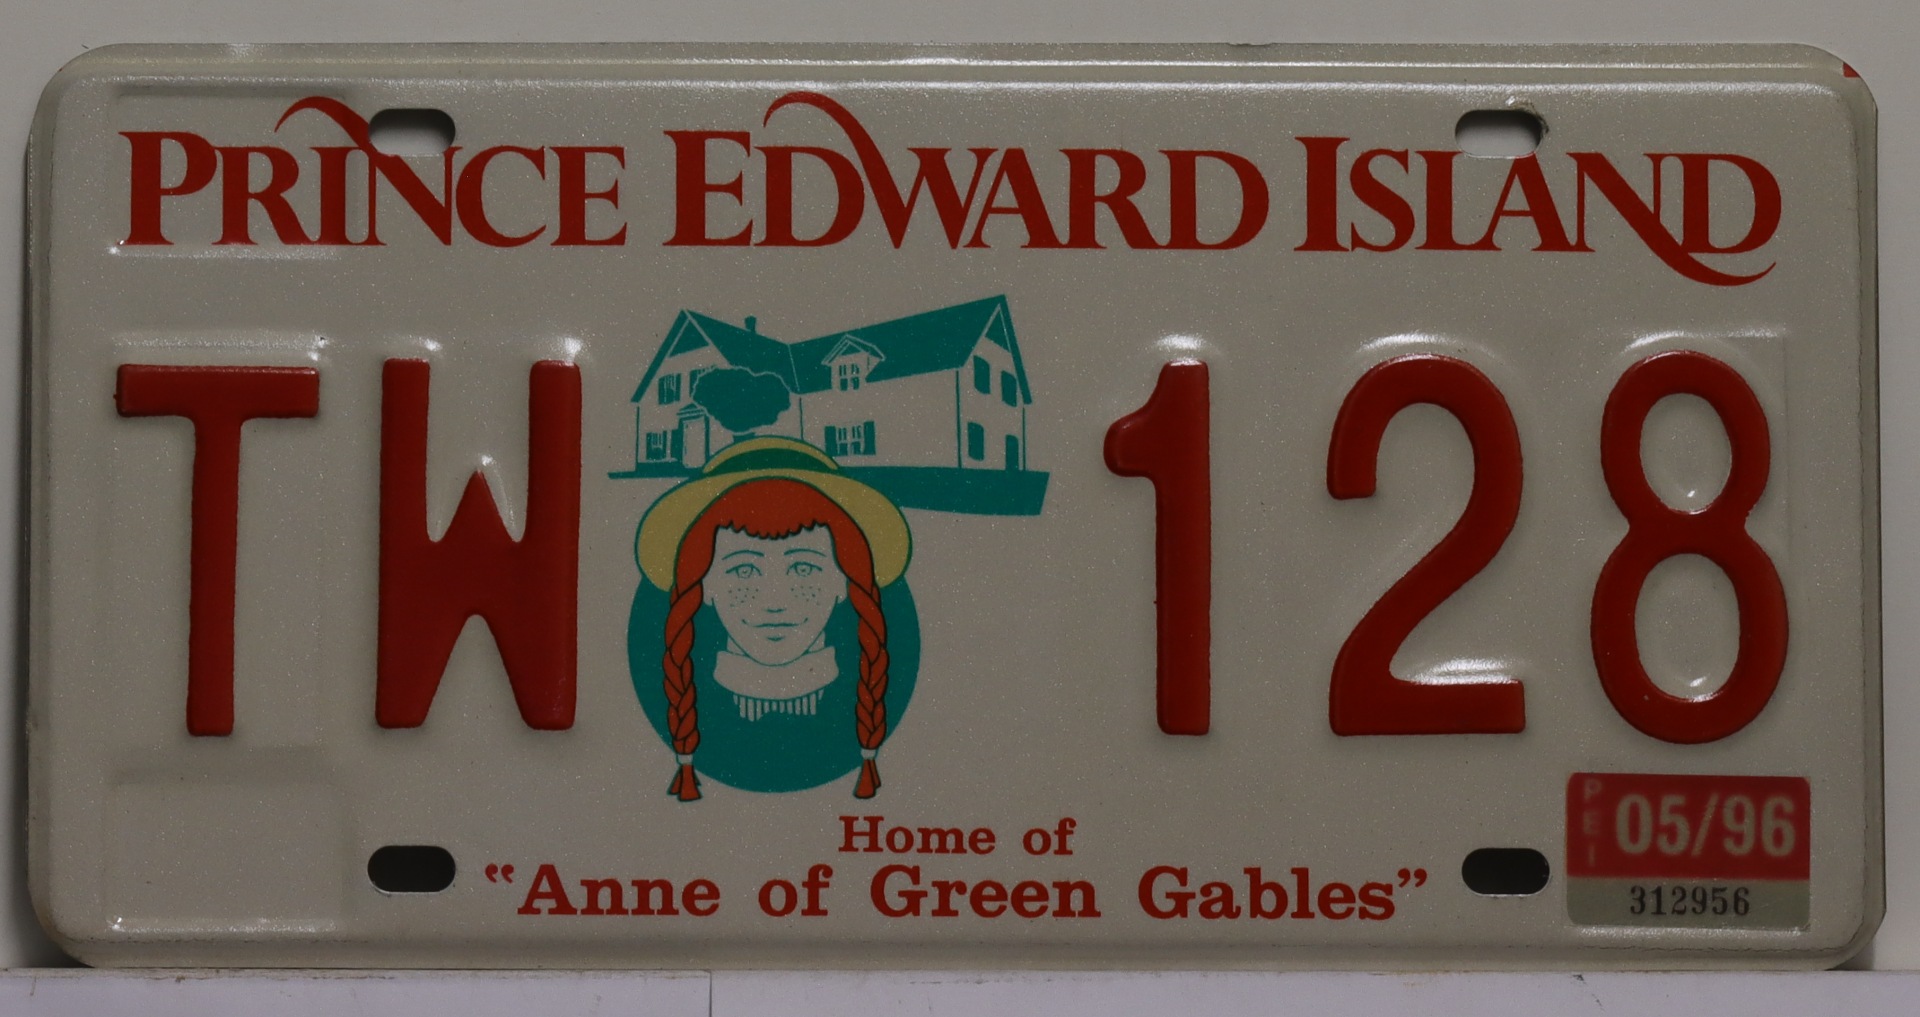 PRINCE EDWARD ISLAND
TW 128
Home of
"Anne of Green Gables"
PEI 05/96
312956